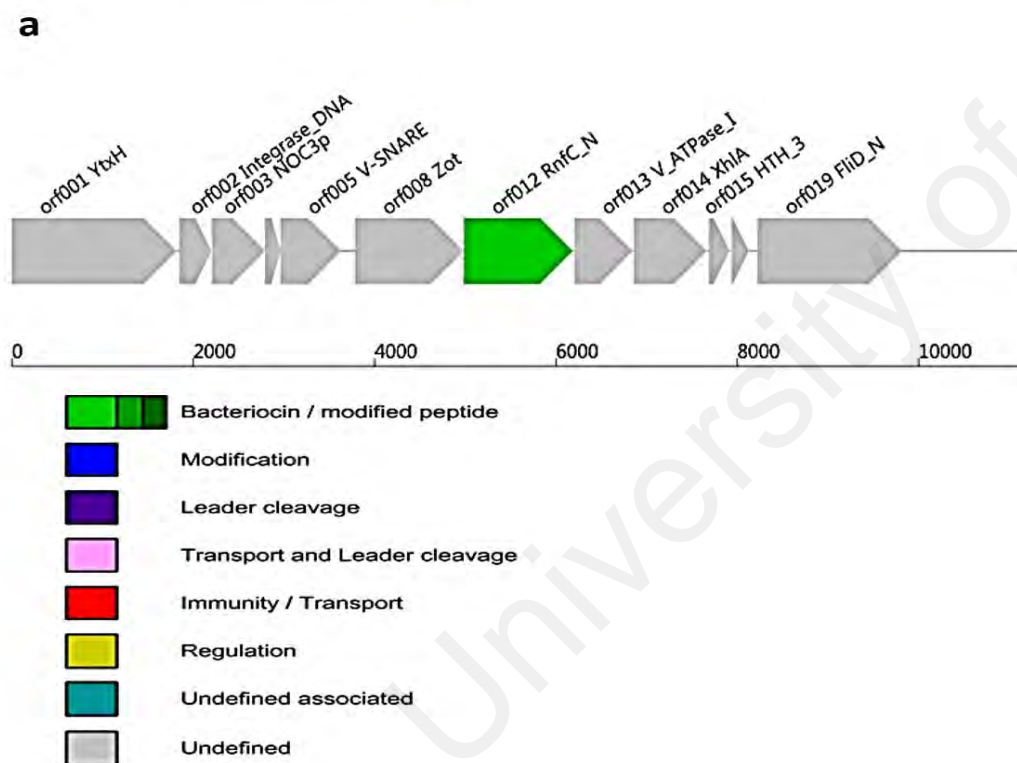 a
orf001 YtxH
orf002 Integrase_DNA
orf003 NOC3p
orf005 V-SNARE
orf008 Zot
orf012 RnfC_N
orf013 V_ATPase_I
orf014 XhlA
orf015 HTH_3
orf019 FliD_N
0 2000 4000 6000 8000 10000
Bacteriocin / modified peptide
Modification
Leader cleavage
Transport and Leader cleavage
Immunity / Transport
Regulation
Undefined associated
Undefined
University of